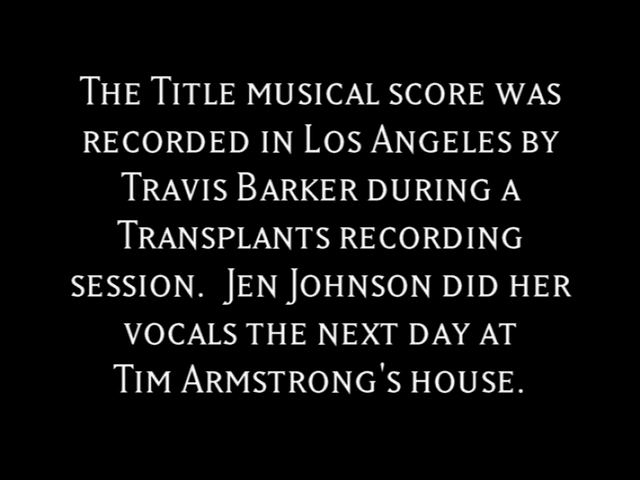 The Title musical score was
recorded in Los Angeles by
Travis Barker during a
Transplants recording
session.  Jen Johnson did her
vocals the next day at
Tim Armstrong's house.